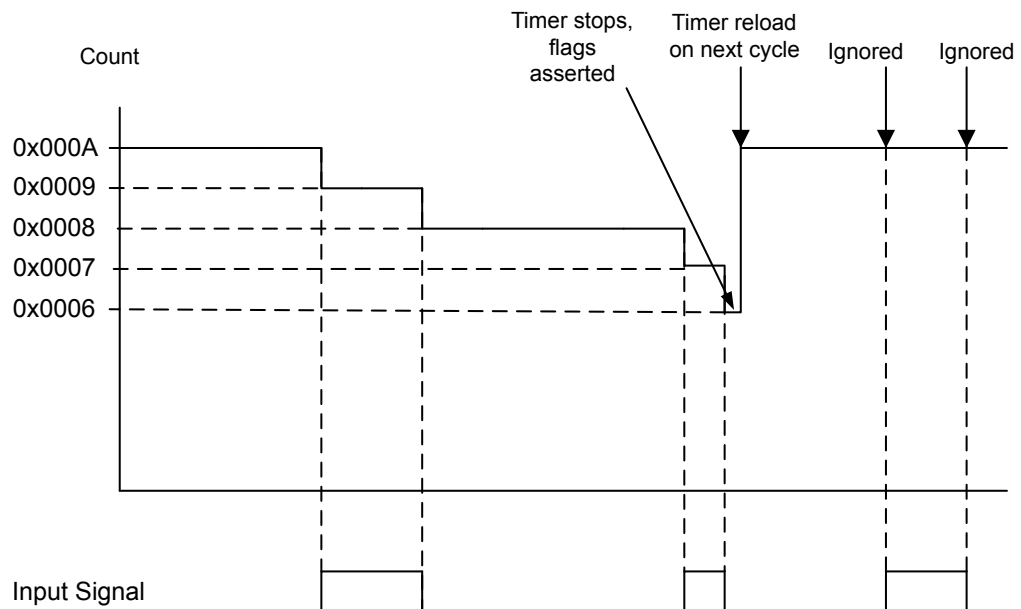 Timer stops,
flags
asserted
Timer reload
on next cycle
Ignored
Ignored
Count
0x000A
0x0009
0x0008
0x0007
0x0006
Input Signal